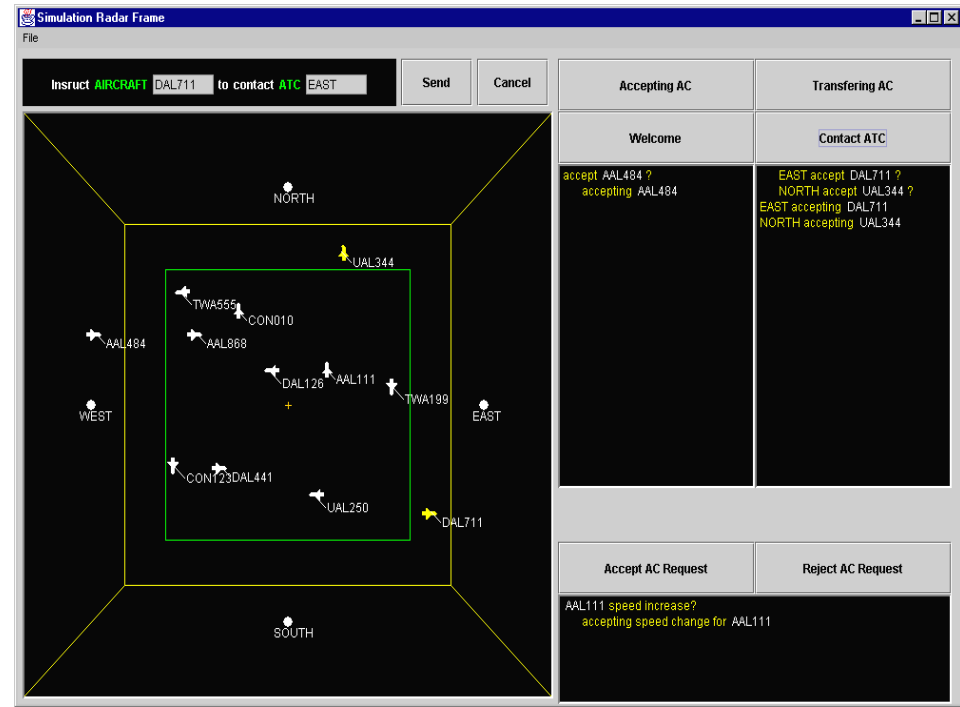 Simulation Radar Frame
File
Insruct AIRCRAFT DAL711 to contact ATC EAST
Send
Cancel
Accepting AC
Transfering AC
Welcome
Contact ATC
accept AAL484 ?
accepting AAL484
EAST accept DAL711 ?
NORTH accept UAL344 ?
EAST accepting DAL711
NORTH accepting UAL344
NORTH
UAL344
TWA555
CON010
AAL484
AAL868
DAL126
AAL111
TWA199
WEST
EAST
CON123
DAL441
UAL250
DAL711
SOUTH
Accept AC Request
Reject AC Request
AAL111 speed increase?
accepting speed change for AAL111